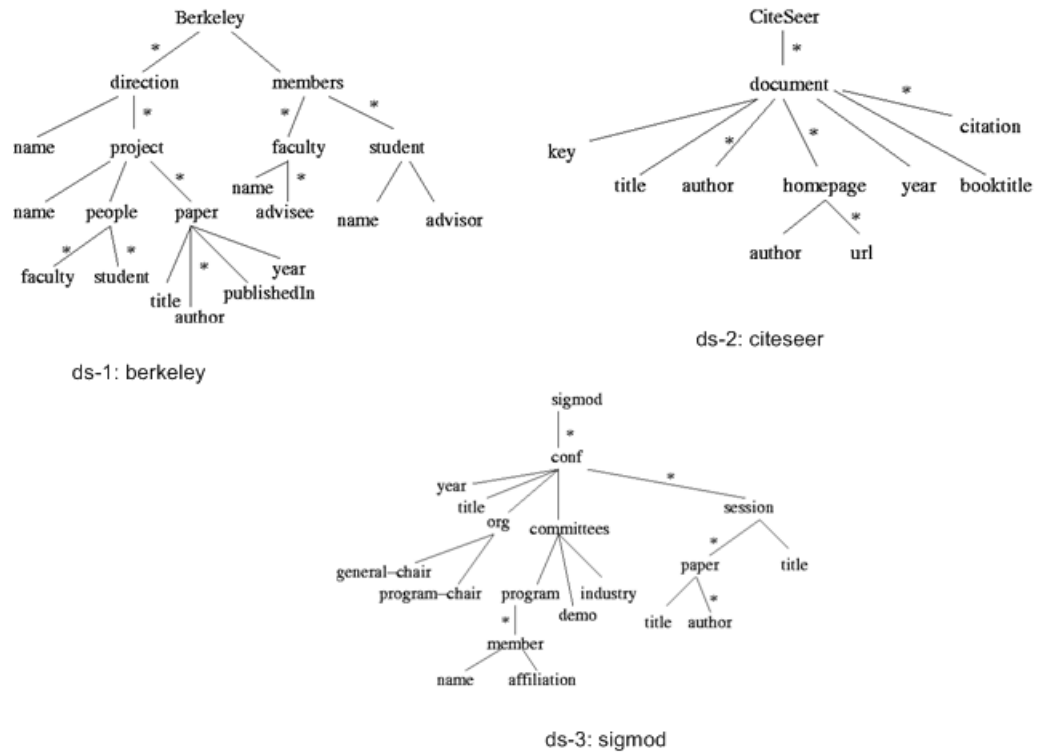 Berkeley
*
direction members
* * *
name project faculty student
* *
name people paper name advisee name advisor
* * *
faculty student year
title publishedIn
author
ds-1: berkeley
CiteSeer
*
document
* * *
citation
key
title author homepage year booktitle
*
author url
ds-2: citeseer
sigmod
*
conf
*
year
title session
org committees
* *
general-chair paper title
program-chair program industry
demo
* *
title author
member
name affiliation
ds-3: sigmod